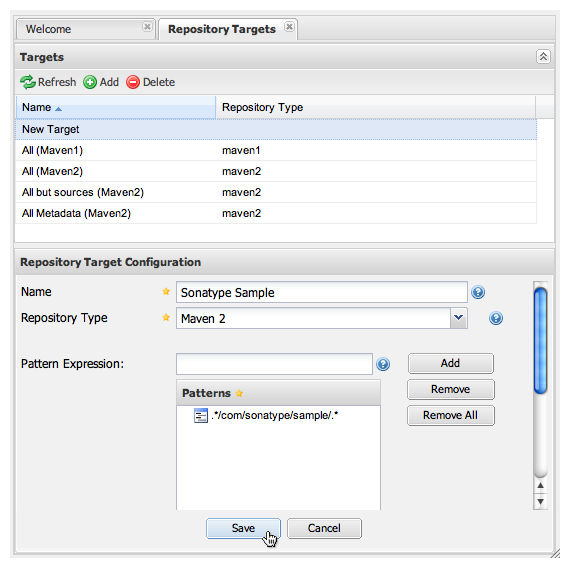 Welcome Repository Targets
Targets
Refresh Add Delete
Name Repository Type
New Target
All (Maven1) maven1
All (Maven2) maven2
All but sources (Maven2) maven2
All Metadata (Maven2) maven2
Repository Target Configuration
Name Sonatype Sample
Repository Type Maven 2
Pattern Expression: Add
Remove
Patterns
Remove All
.*/com/sonatype/sample/.*
Save Cancel